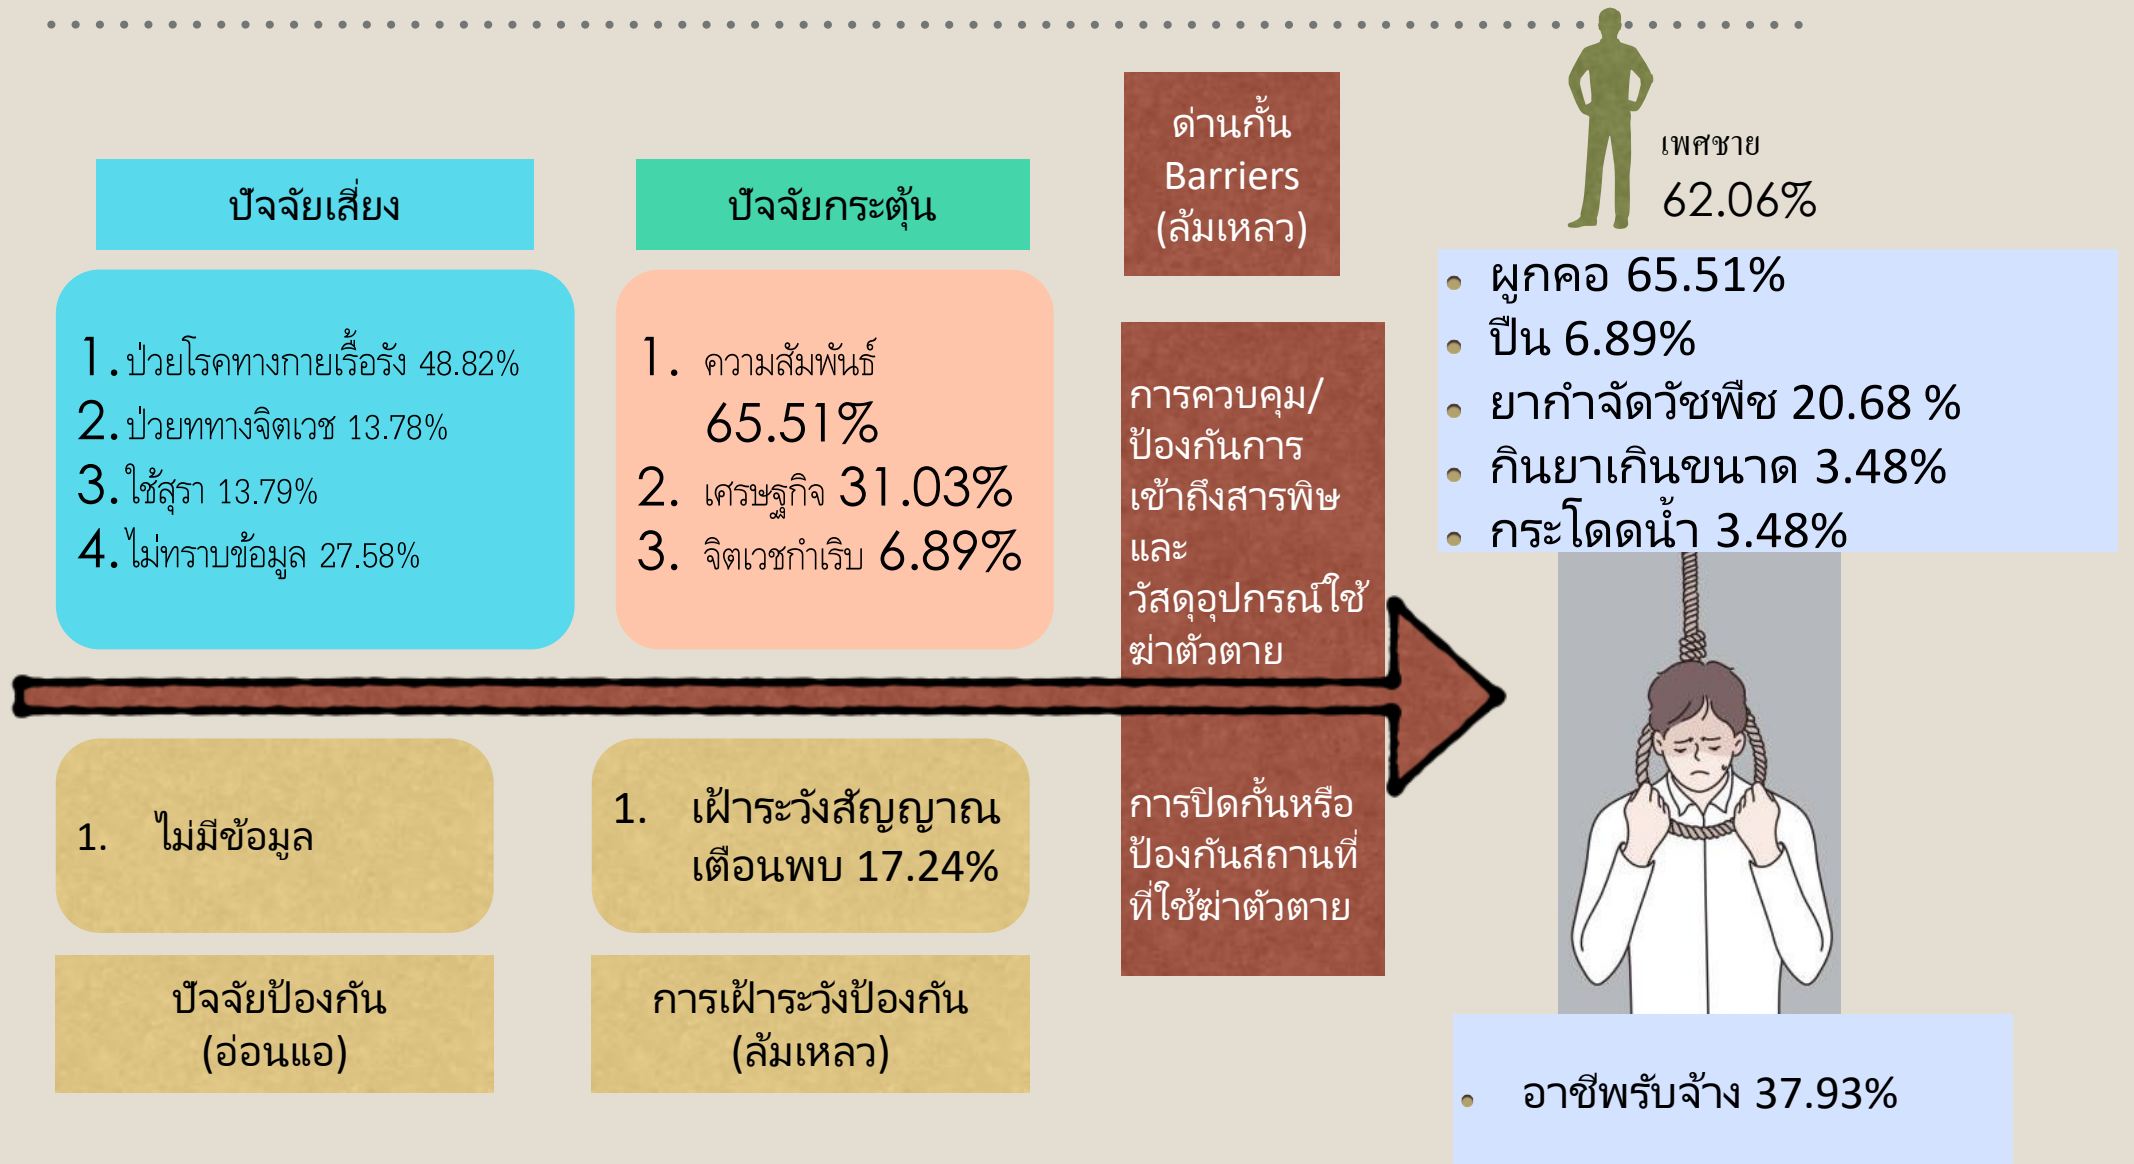 ปัจจัยเสี่ยง
1. ป่วยโรคทางกายเรื้อรัง 48.82%
2. ป่วยททางจิตเวช 13.78%
3. ใช้สุรา 13.79%
4. ไม่ทราบข้อมูล 27.58%
ปัจจัยกระตุ้น
1. ความสัมพันธ์
65.51%
2. เศรษฐกิจ 31.03%
3. จิตเวชกำเริบ 6.89%
ด่านกั้น
Barriers
(ล้มเหลว)
การควบคุม/
ป้องกันการ
เข้าถึงสารพิษ
และ
วัสดุอุปกรณ์ใช้
ฆ่าตัวตาย
การปิดกั้นหรือ
ป้องกันสถานที่
ที่ใช้ฆ่าตัวตาย
เพศชาย
62.06%
• ผูกคอ 65.51%
• ปืน 6.89%
• ยากำจัดวัชพืช 20.68 %
• กินยาเกินขนาด 3.48%
• กระโดดน้ำ 3.48%
1. ไม่มีข้อมูล
ปัจจัยป้องกัน
(อ่อนแอ)
1. เฝ้าระวังสัญญาณ
เตือนพบ 17.24%
การเฝ้าระวังป้องกัน
(ล้มเหลว)
• อาชีพรับจ้าง 37.93%